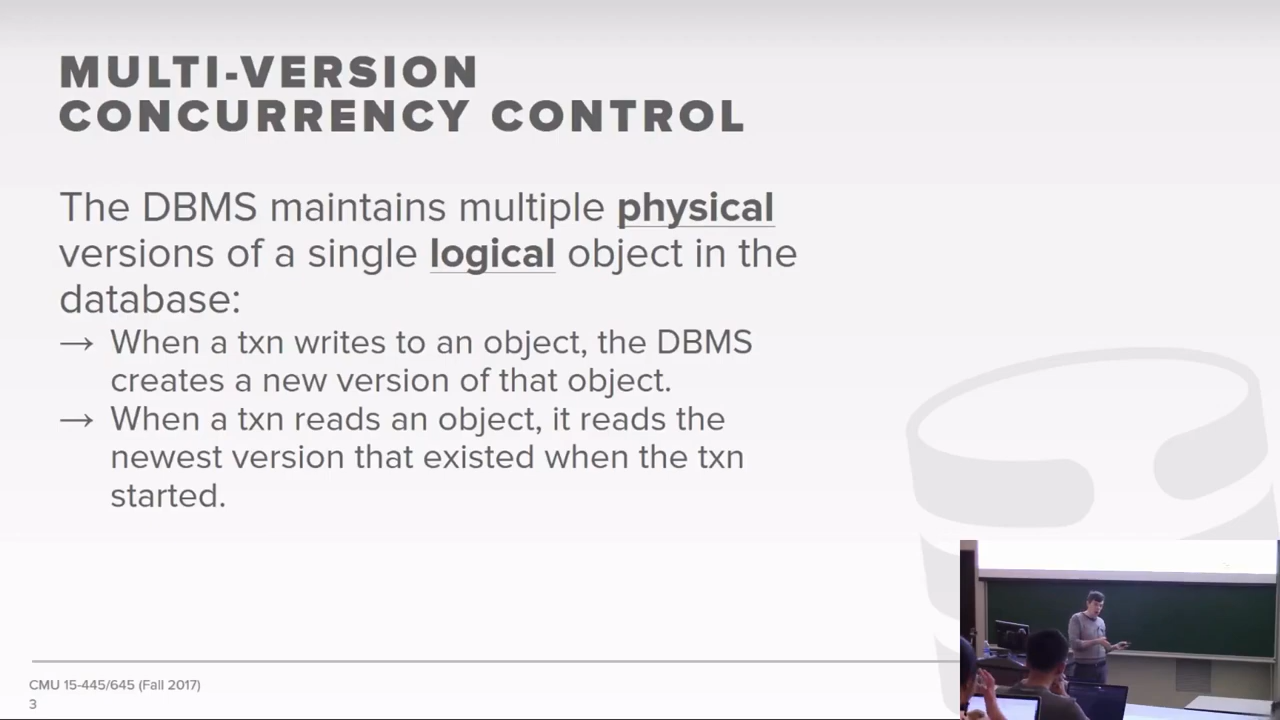 MULTI-VERSION
CONCURRENCY CONTROL
The DBMS maintains multiple physical
versions of a single logical object in the
database:
→ When a txn writes to an object, the DBMS
creates a new version of that object.
→ When a txn reads an object, it reads the
newest version that existed when the txn
started.
CMU 15-445/645 (Fall 2017)
3